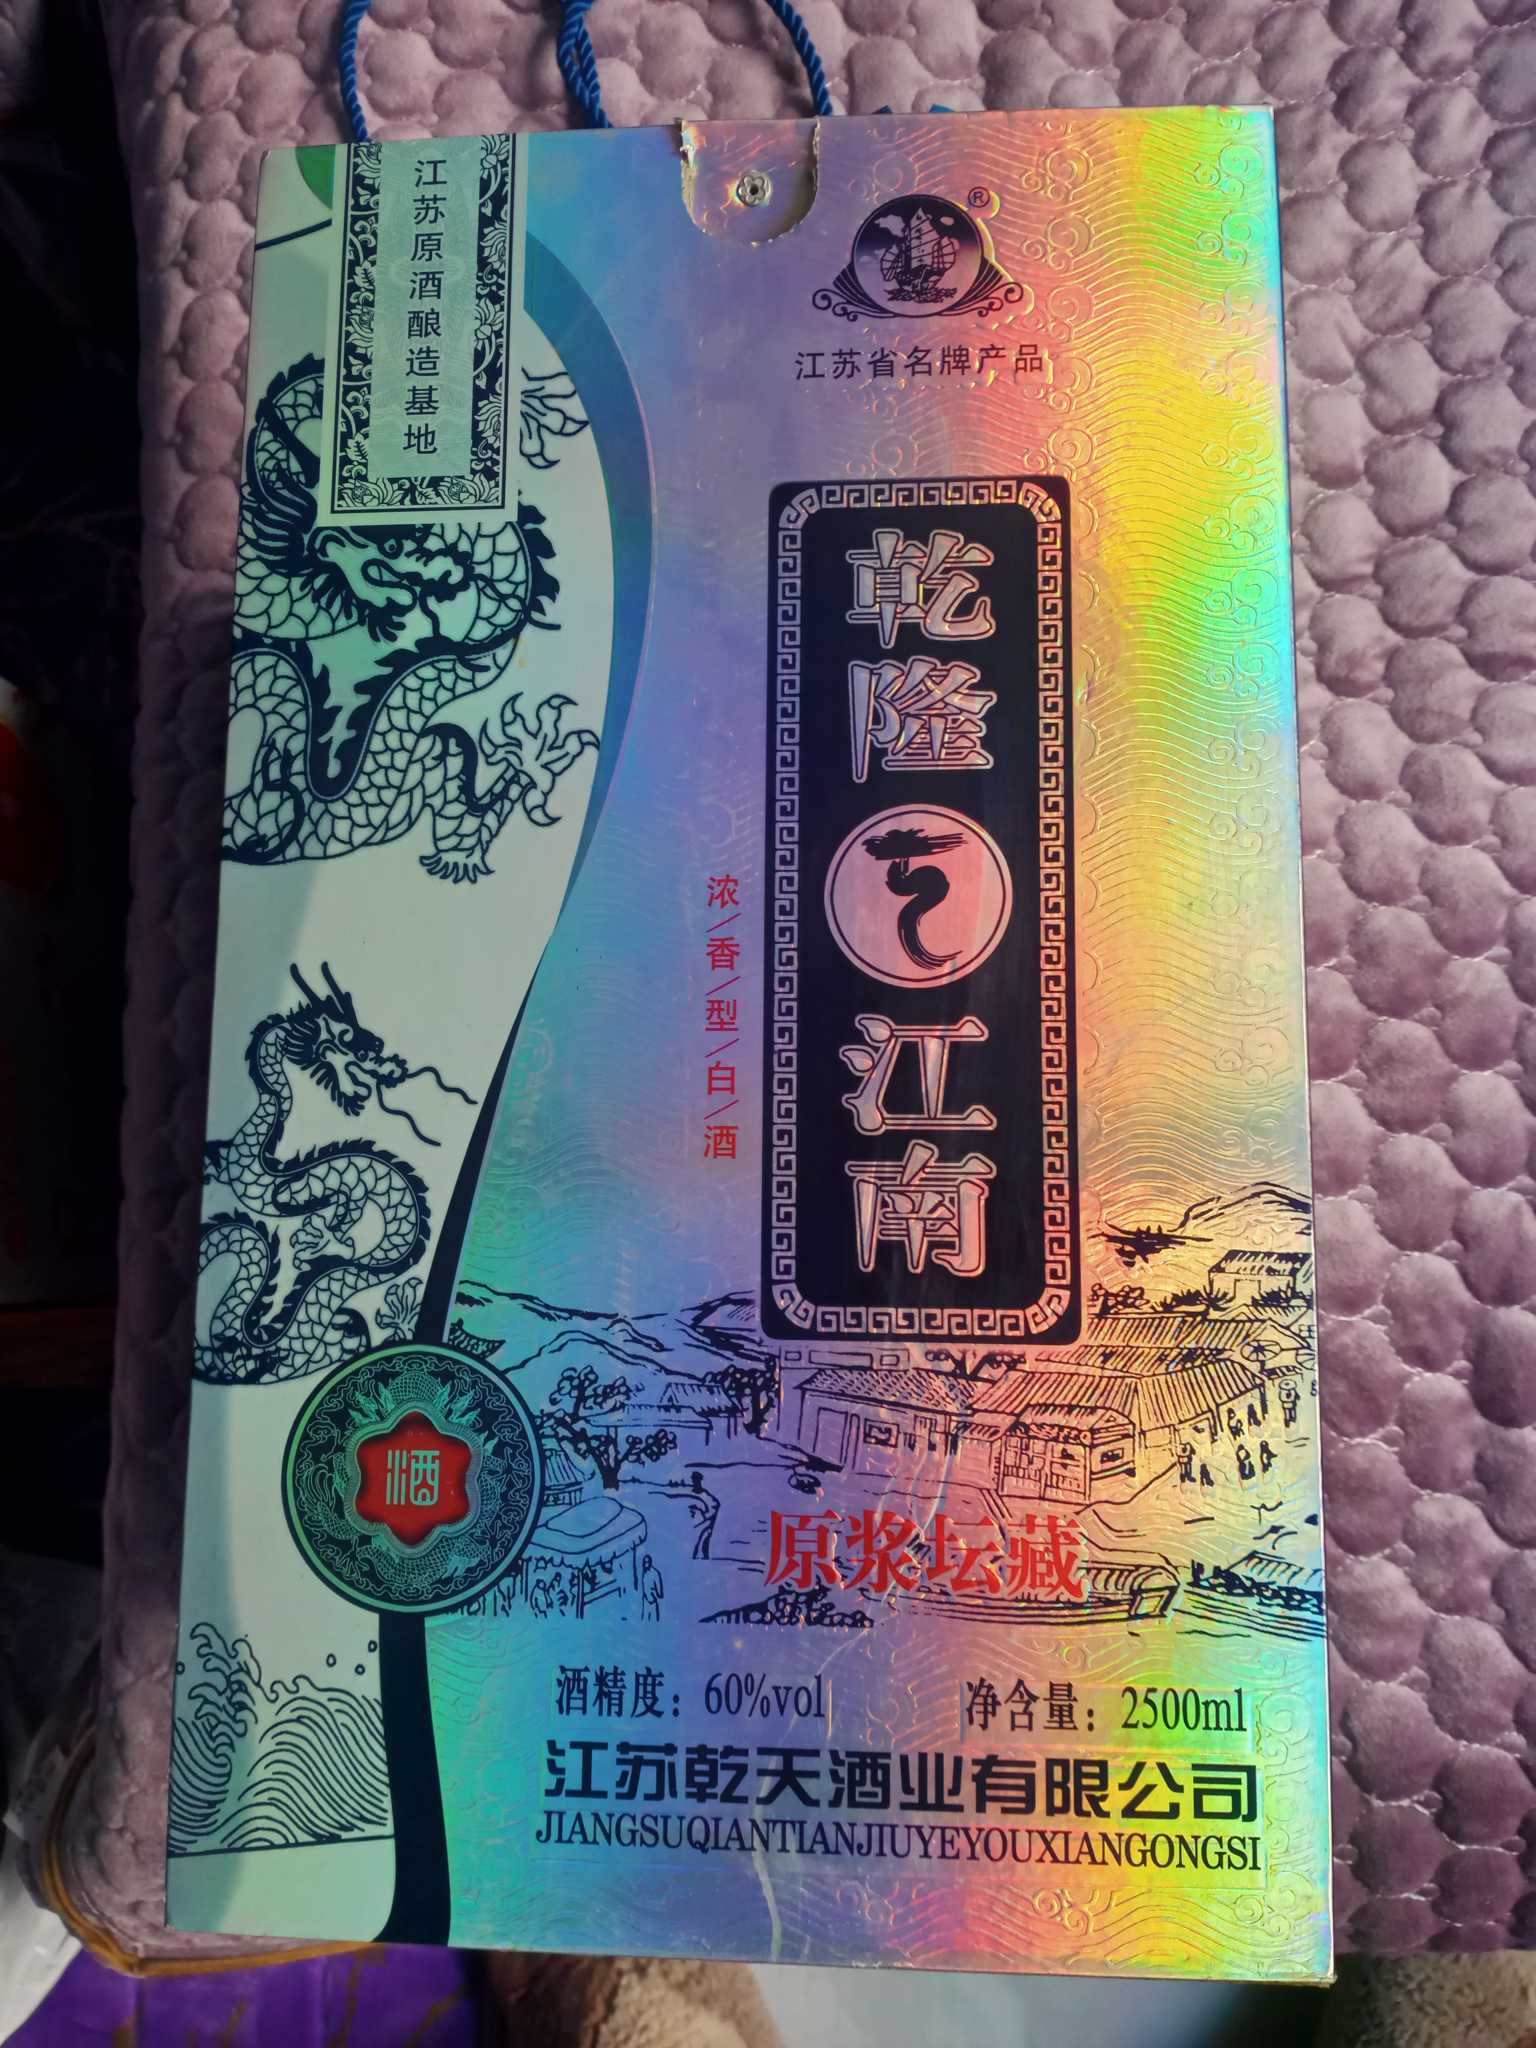 江苏原酒酿造基地
®
江苏省名牌产品
乾隆江南
浓/香/型/白/酒
酒
原浆坛藏
酒精度：60%vol
净含量：2500ml
江苏乾天酒业有限公司
JIANGSUQIANTIANJIUYEYOUXIANGONGSI